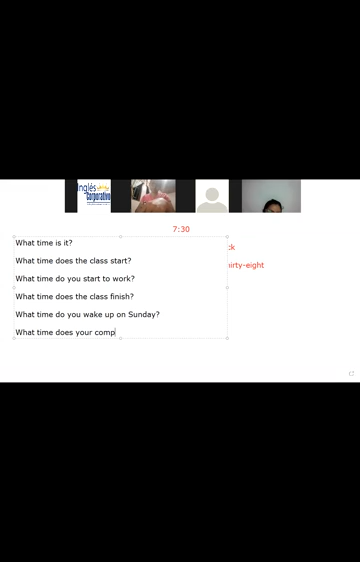 Inglés
Corporativo
7:30
What time is it?
What time does the class start?
What time do you start to work?
hirty-eight
What time does the class finish?
What time do you wake up on Sunday?
What time does your comp